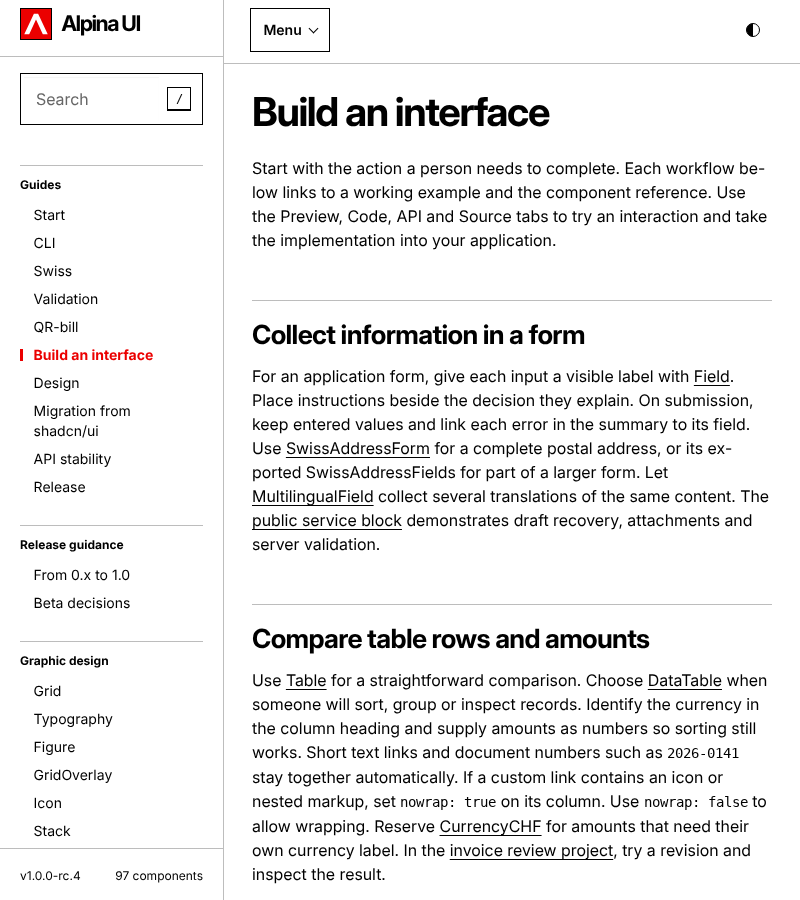 Alpina UI
Search
/
Guides
Start
CLI
Swiss
Validation
QR-bill
Build an interface
Design
Migration from
shadcn/ui
API stability
Release
Release guidance
From 0.x to 1.0
Beta decisions
Graphic design
Grid
Typography
Figure
GridOverlay
Icon
Stack
v1.0.0-rc.4
97 components
Menu
Build an interface
Start with the action a person needs to complete. Each workflow be-
low links to a working example and the component reference. Use
the Preview, Code, API and Source tabs to try an interaction and take
the implementation into your application.
Collect information in a form
For an application form, give each input a visible label with Field.
Place instructions beside the decision they explain. On submission,
keep entered values and link each error in the summary to its field.
Use SwissAddressForm for a complete postal address, or its ex-
ported SwissAddressFields for part of a larger form. Let
MultilingualField collect several translations of the same content. The
public service block demonstrates draft recovery, attachments and
server validation.
Compare table rows and amounts
Use Table for a straightforward comparison. Choose DataTable when
someone will sort, group or inspect records. Identify the currency in
the column heading and supply amounts as numbers so sorting still
works. Short text links and document numbers such as 2026-0141
stay together automatically. If a custom link contains an icon or
nested markup, set nowrap: true on its column. Use nowrap: false to
allow wrapping. Reserve CurrencyCHF for amounts that need their
own currency label. In the invoice review project, try a revision and
inspect the result.